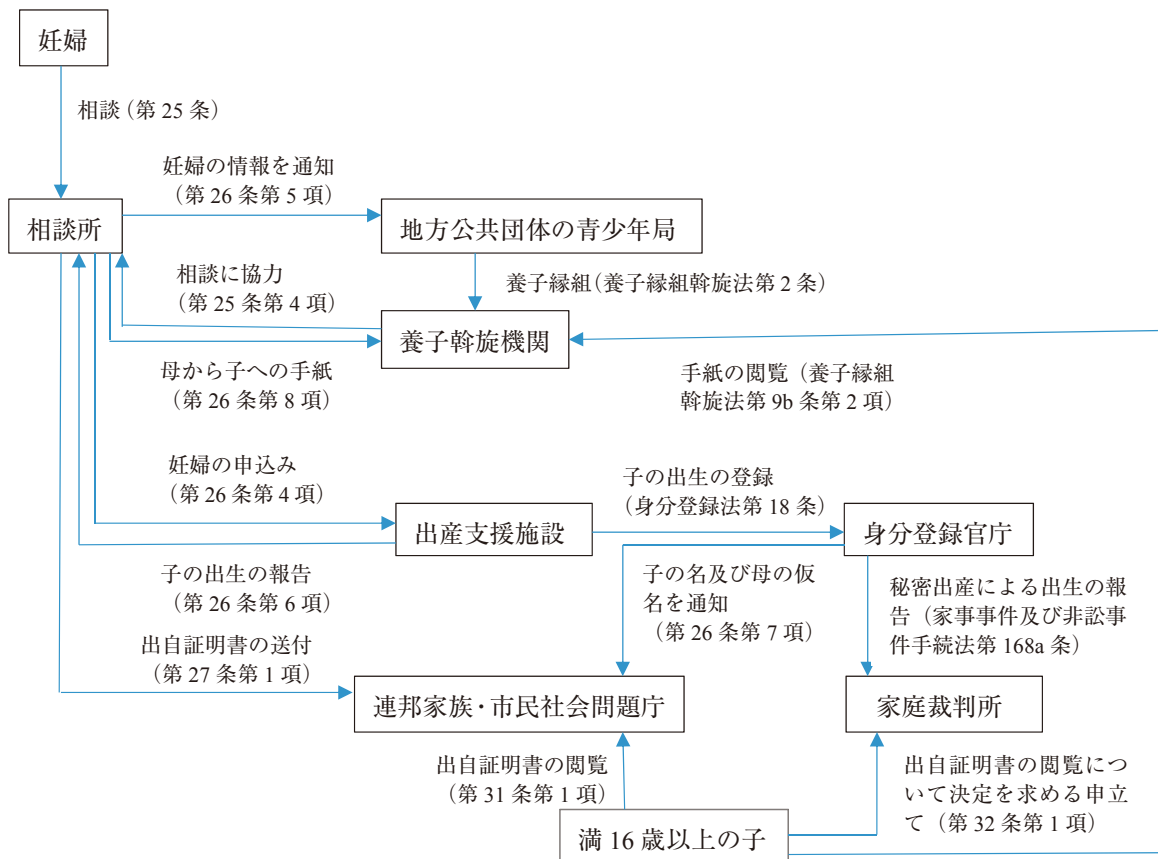 妊婦
相談（第 25 条）
妊婦の情報を通知
（第 26 条第 5 項）
相談所
地方公共団体の青少年局
相談に協力
（第 25 条第 4 項）
養子縁組（養子縁組斡旋法第 2 条）
養子斡旋機関
母から子への手紙
（第 26 条第 8 項）
手紙の閲覧（養子縁組
斡旋法第 9b 条第 2 項）
妊婦の申込み
（第 26 条第 4 項）
子の出生の登録
（身分登録法第 18 条）
出産支援施設
身分登録官庁
子の出生の報告
（第 26 条第 6 項）
子の名及び母の仮
名を通知
（第 26 条第 7 項）
秘密出産による出生の報
告（家事事件及び非訟事
件手続法第 168a 条）
出自証明書の送付
（第 27 条第 1 項）
連邦家族・市民社会問題庁
家庭裁判所
出自証明書の閲覧
（第 31 条第 1 項）
出自証明書の閲覧につ
いて決定を求める申立
て（第 32 条第 1 項）
満 16 歳以上の子